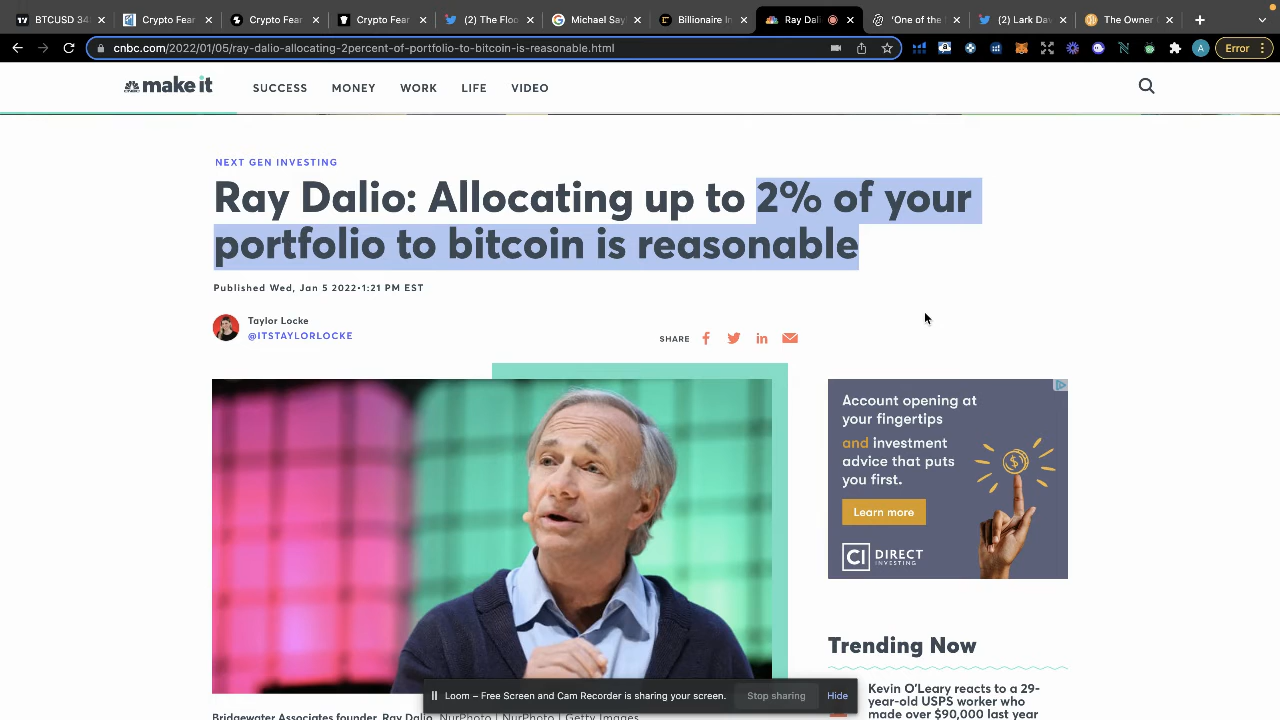 BTCUSD 34
Crypto Fear
Crypto Fear
Crypto Fear
(2) The Floo
Michael Sayl
Billionaire In
Ray Dalio
'One of the
(2) Lark Dav
The Owner
cnbc.com/2022/01/05/ray-dalio-allocating-2percent-of-portfolio-to-bitcoin-is-reasonable.html
A
Error
make it
SUCCESS
MONEY
WORK
LIFE
VIDEO
NEXT GEN INVESTING
Ray Dalio: Allocating up to 2% of your
portfolio to bitcoin is reasonable
Published Wed, Jan 5 2022•1:21 PM EST
Taylor Locke
@ITSTAYLORLOCKE
SHARE
Account opening at
your fingertips
and investment
advice that puts
you first.
Learn more
CI DIRECT
INVESTING
Trending Now
Kevin O'Leary reacts to a 29-
year-old USPS worker who
made over $90,000 last year
Loom – Free Screen and Cam Recorder is sharing your screen.
Stop sharing
Hide
Bridgewater Associates founder, Ray Dalio. NurPhoto | NurPhoto | Getty Images